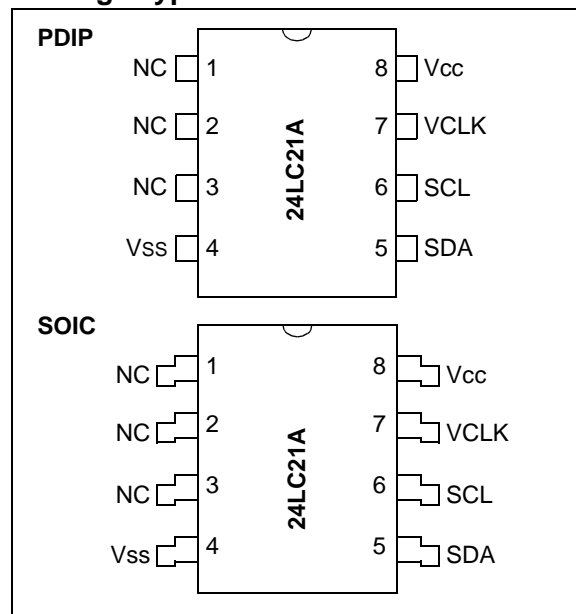 PDIP
NC 1 8 Vcc
NC 2 7 VCLK
NC 3 6 SCL
Vss 4 5 SDA
24LC21A
SOIC
NC 1 8 Vcc
NC 2 7 VCLK
NC 3 6 SCL
Vss 4 5 SDA
24LC21A